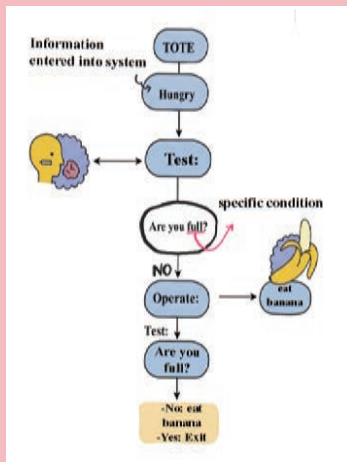 TOTE
Information
entered into system
Hungry
Test:
specific condition
Are you full?
NO
Operate:
eat
banana
Test:
Are you
full?
-No: eat
banana
-Yes: Exit